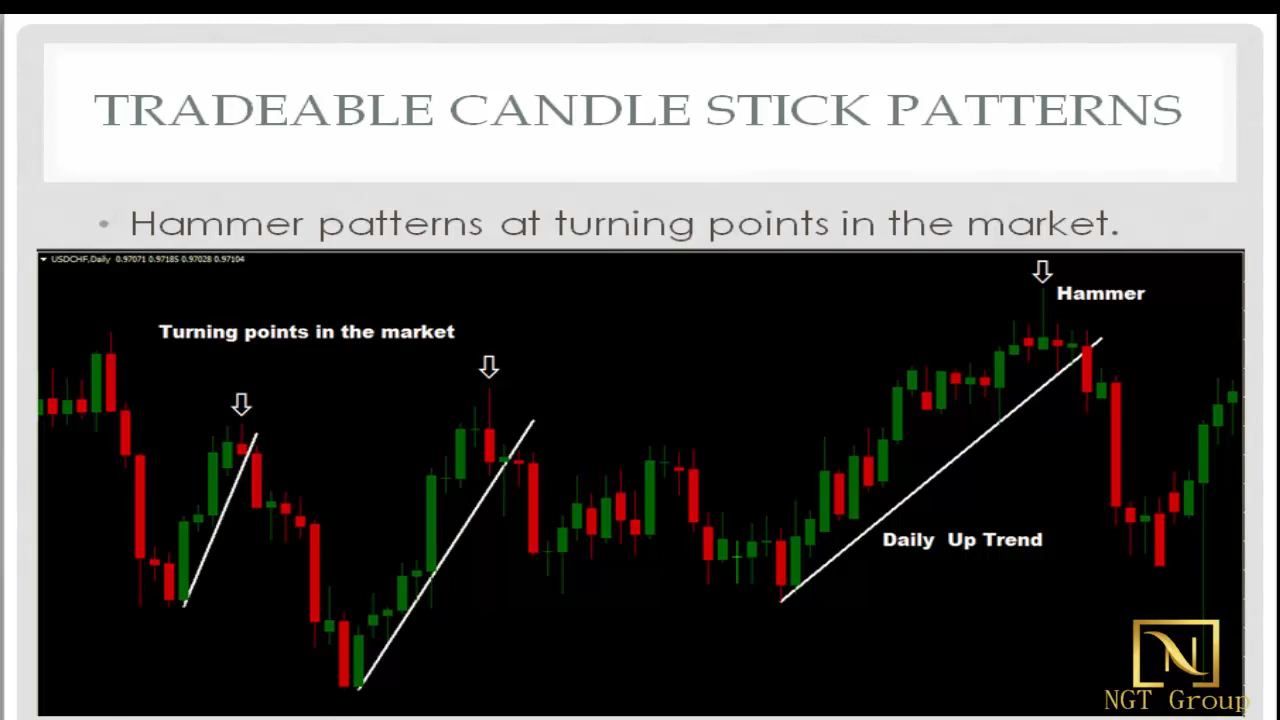 TRADEABLE CANDLE STICK PATTERNS
• Hammer patterns at turning points in the market.
USDCHF,Daily 0.97071 0.97185 0.97028 0.97104
Hammer
Turning points in the market
Daily Up Trend
N
NGT Group